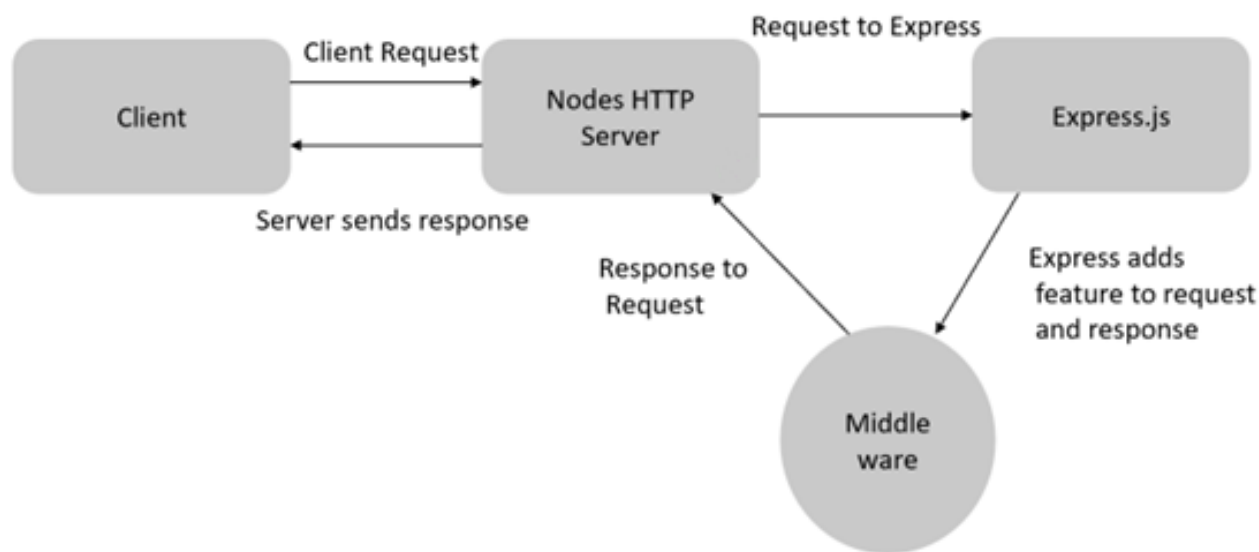 Request to Express
Client Request
Client
Nodes HTTP
Server
Express.js
Server sends response
Response to
Request
Express adds
feature to request
and response
Middle
ware